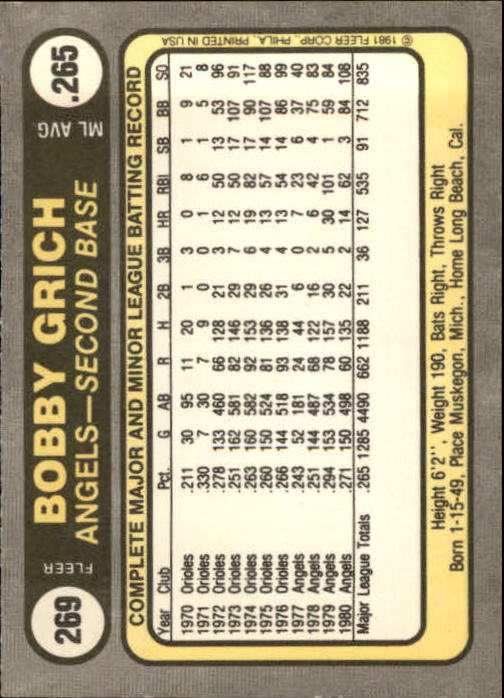 269
FLEER
BOBBY GRICH
ANGELS—SECOND BASE
ML AVG.
.265
COMPLETE MAJOR AND MINOR LEAGUE BATTING RECORD
Year Club Pct. G AB R H 2B 3B HR RBI SB BB SO
1970 Orioles .211 30 95 11 20 1 3 0 8 1 9 21
1971 Orioles .330 7 30 7 9 0 0 1 6 1 5 8
1972 Orioles .278 133 460 66 128 21 3 12 50 13 53 96
1973 Orioles .251 162 581 82 146 29 7 12 50 17 107 91
1974 Orioles .263 160 582 92 153 29 6 19 82 17 90 117
1975 Orioles .260 150 524 81 136 26 4 13 57 14 107 88
1976 Orioles .266 144 518 93 138 31 4 13 54 14 86 99
1977 Angels .243 52 181 24 44 6 0 7 23 6 37 40
1978 Angels .251 144 487 68 122 16 2 6 42 4 75 83
1979 Angels .294 153 534 78 157 30 5 30 101 1 59 84
1980 Angels .271 150 498 60 135 22 2 14 62 3 84 108
Major League Totals .265 1285 4490 662 1188 211 36 127 535 91 712 835
Height 6'2'', Weight 190, Bats Right, Throws Right
Born 1-15-49, Place Muskegon, Mich., Home Long Beach, Cal.
© 1981 FLEER CORP., PHILA., PRINTED IN USA